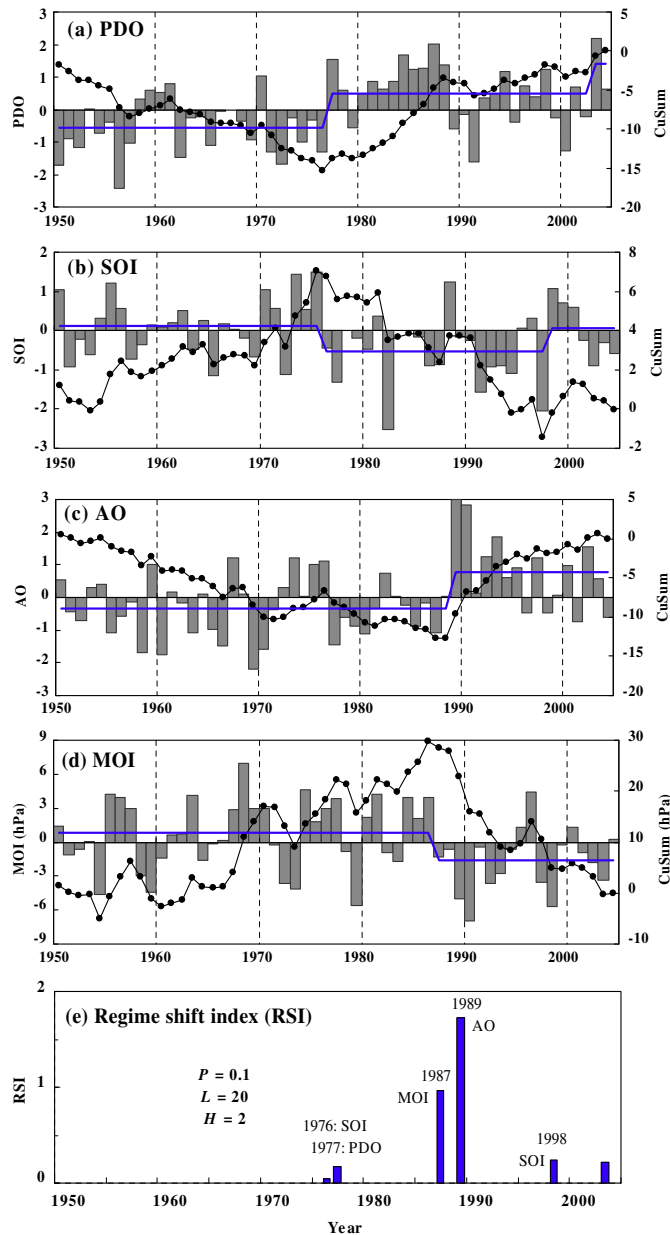 (a) PDO
3
2
1
0
-1
-2
-3
PDO
5
0
-5
-10
-15
-20
CuSum
1950 1960 1970 1980 1990 2000
(b) SOI
2
1
0
-1
-2
-3
SOI
8
6
4
2
0
-2
CuSum
1950 1960 1970 1980 1990 2000
(c) AO
3
2
1
0
-1
-2
-3
AO
5
0
-5
-10
-15
-20
CuSum
1950 1960 1970 1980 1990 2000
(d) MOI
9
6
3
0
-3
-6
-9
MOI (hPa)
30
20
10
0
-10
CuSum (hPa)
1950 1960 1970 1980 1990 2000
(e) Regime shift index (RSI)
2
1
0
RSI
P = 0.1
L = 20
H = 2
1976: SOI
1977: PDO
1987
MOI
1989
AO
1998
SOI
1950 1960 1970 1980 1990 2000
Year